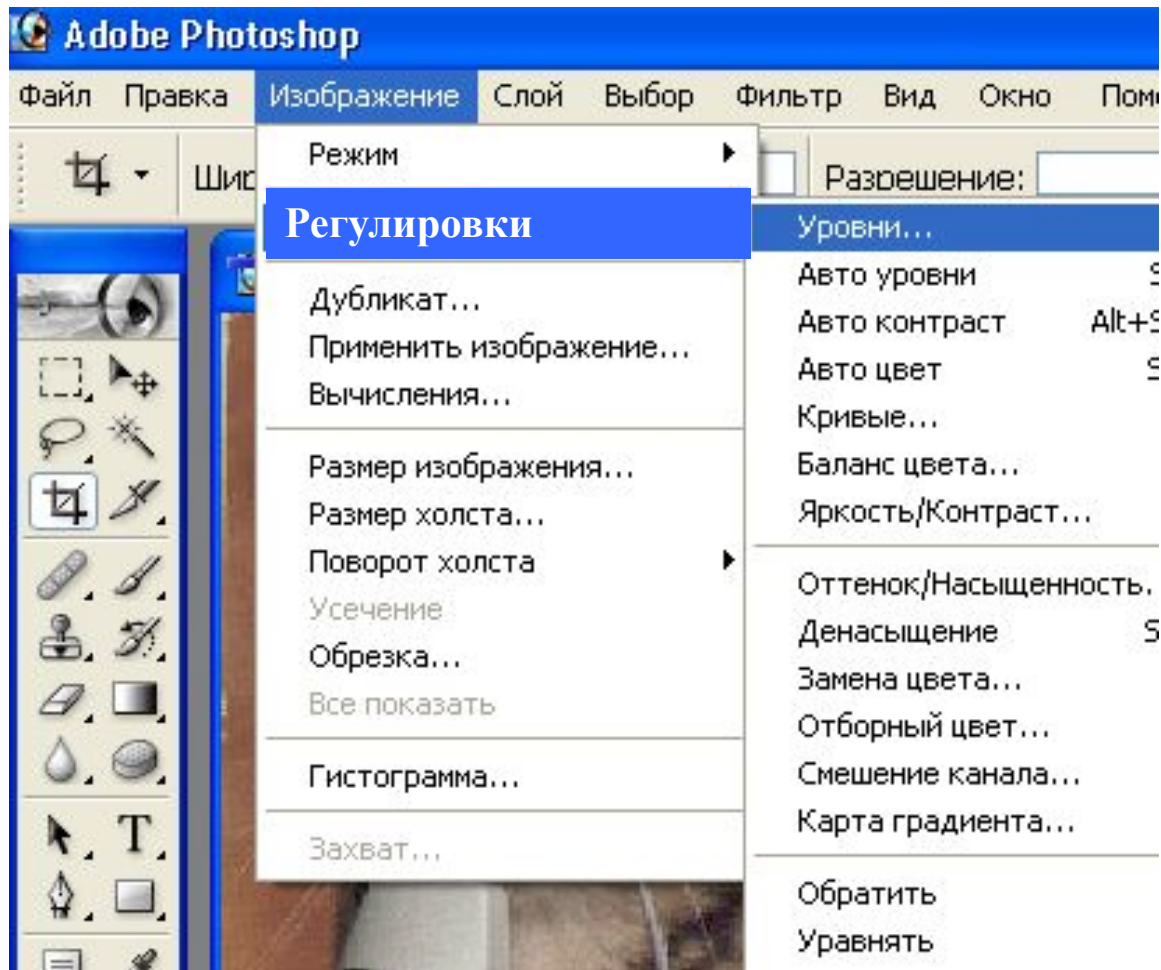 Adobe Photoshop
Файл Правка Изображение Слой Выбор Фильтр Вид Окно
Режим
Разрешение:
Регулировки
Уровни...
Авто уровни
Авто контраст Alt+S
Авто цвет
Кривые...
Баланс цвета...
Яркость/Контраст...
Оттенок/Насыщенность.
Денасыщение
Замена цвета...
Отборный цвет...
Смешение канала...
Карта градиента...
Обратить
Уравнять
Дубликат...
Применить изображение...
Вычисления...
Размер изображения...
Размер холста...
Поворот холста
Усечение
Обрезка...
Все показать
Гистограмма...
Захват...
T